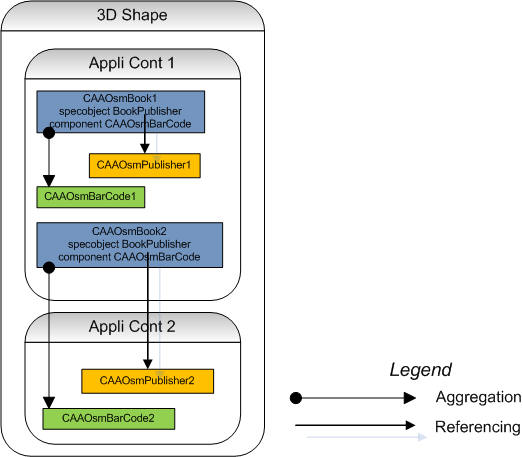 3D Shape
Appli Cont 1
CAAOsmBook1
specobject BookPublisher
component CAAOsmBarCode
CAAOsmPublisher1
CAAOsmBarCode1
CAAOsmBook2
specobject BookPublisher
component CAAOsmBarCode
Appli Cont 2
CAAOsmPublisher2
CAAOsmBarCode2
Legend
Aggregation
Referencing